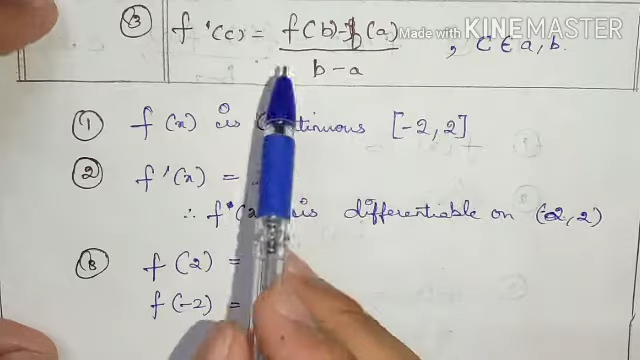 Made with KINEMASTER
③ f'(c) = f(b)-f(a) / b-a , C ∈ a, b.
① f(x) is Continuous [-2, 2]
② f'(x) =
∴ f is differentiable on (-2, 2)
③ f(2) =
f(-2) =